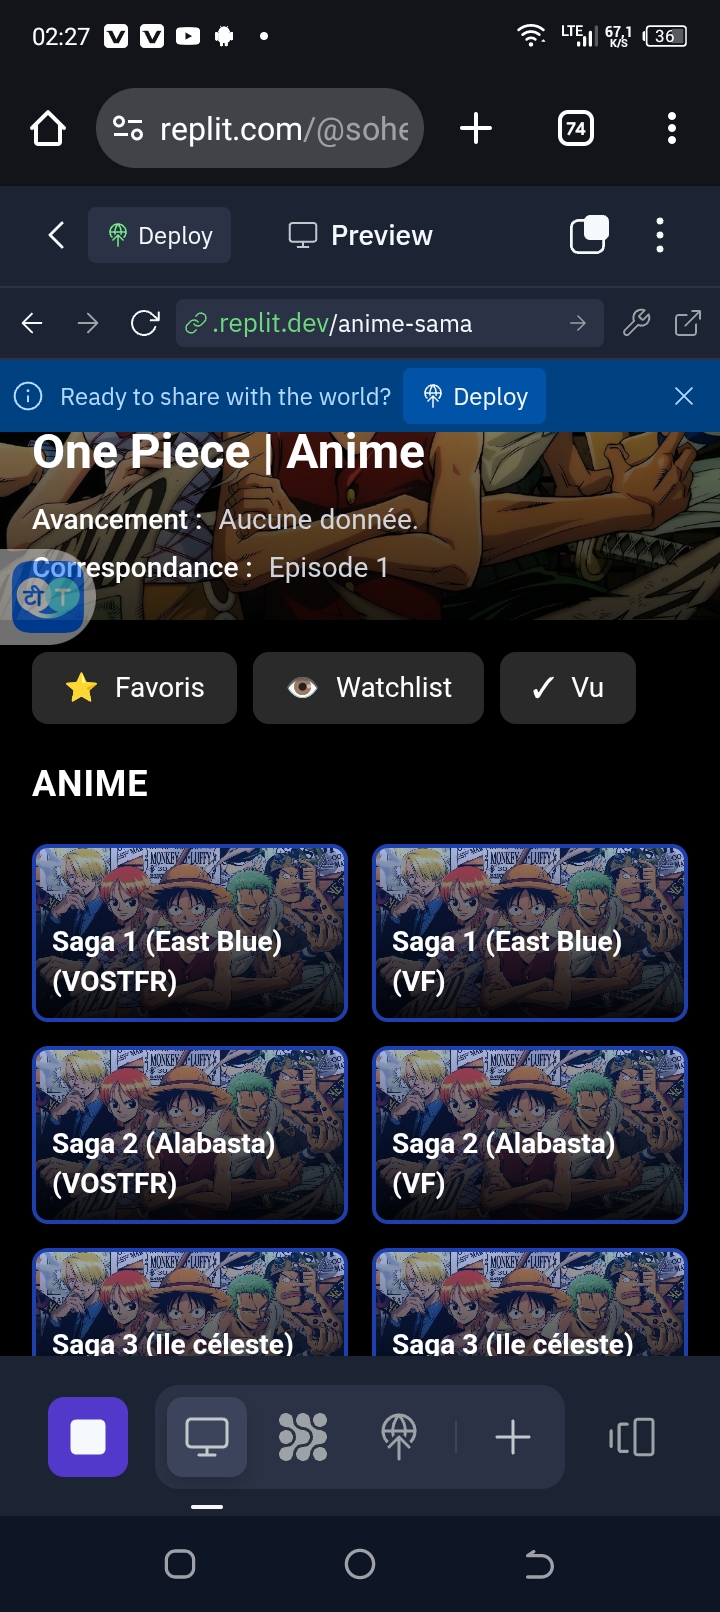 02:27
LTE 67.1 K/S 36
replit.com/@sohe
74
Deploy
Preview
.replit.dev/anime-sama
Ready to share with the world?
Deploy
One Piece | Anime
Avancement : Aucune donnée.
Correspondance : Episode 1
टी T
Favoris
Watchlist
✓ Vu
ANIME
Saga 1 (East Blue)
(VOSTFR)
Saga 1 (East Blue)
(VF)
Saga 2 (Alabasta)
(VOSTFR)
Saga 2 (Alabasta)
(VF)
Saga 3 (Ile céleste)
Saga 3 (Ile céleste)